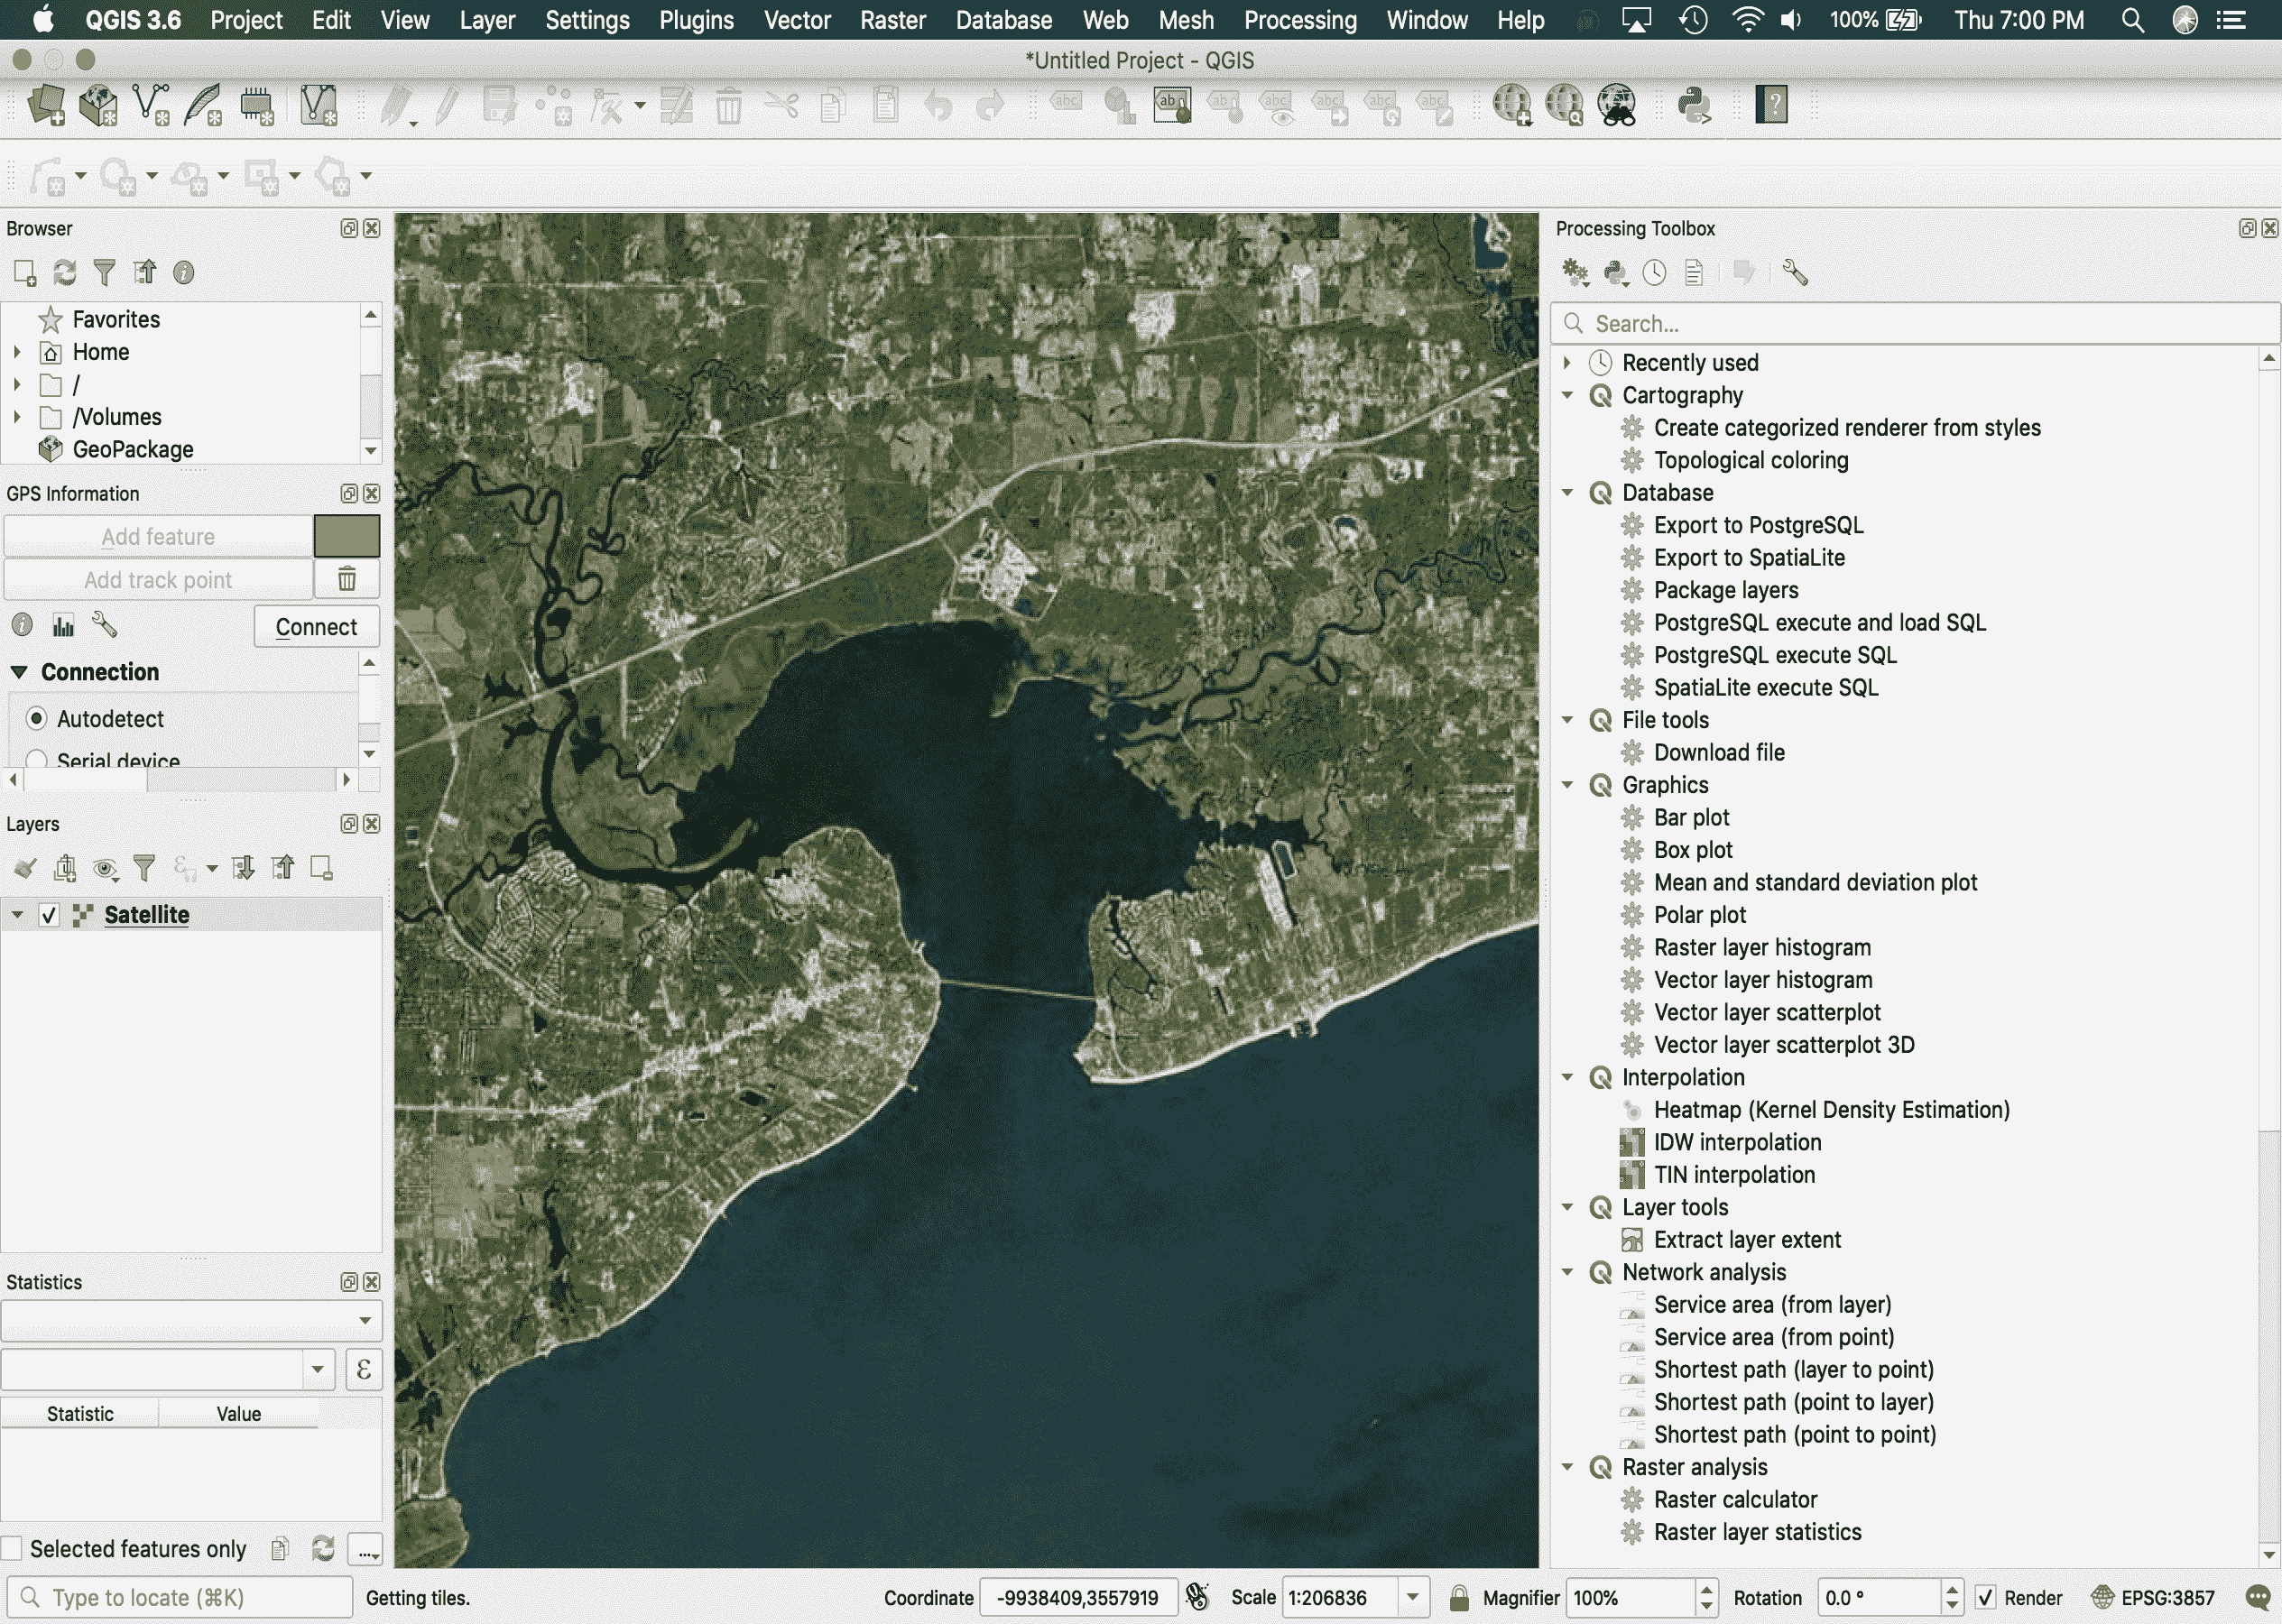 QGIS 3.6 Project Edit View Layer Settings Plugins Vector Raster Database Web Mesh Processing Window Help 100% Thu 7:00 PM
*Untitled Project - QGIS
abc ab ab abc abc abc abc ?
Browser
Favorites
Home
/
/Volumes
GeoPackage
GPS Information
Add feature
Add track point
Connect
Connection
Autodetect
Serial device
Layers
Satellite
Statistics
ε
Statistic Value
Selected features only ...
Processing Toolbox
Search...
Recently used
Cartography
Create categorized renderer from styles
Topological coloring
Database
Export to PostgreSQL
Export to SpatiaLite
Package layers
PostgreSQL execute and load SQL
PostgreSQL execute SQL
SpatiaLite execute SQL
File tools
Download file
Graphics
Bar plot
Box plot
Mean and standard deviation plot
Polar plot
Raster layer histogram
Vector layer histogram
Vector layer scatterplot
Vector layer scatterplot 3D
Interpolation
Heatmap (Kernel Density Estimation)
IDW interpolation
TIN interpolation
Layer tools
Extract layer extent
Network analysis
Service area (from layer)
Service area (from point)
Shortest path (layer to point)
Shortest path (point to layer)
Shortest path (point to point)
Raster analysis
Raster calculator
Raster layer statistics
Type to locate (⌘K) Getting tiles. Coordinate -9938409,3557919 Scale 1:206836 Magnifier 100% Rotation 0.0 ° Render EPSG:3857